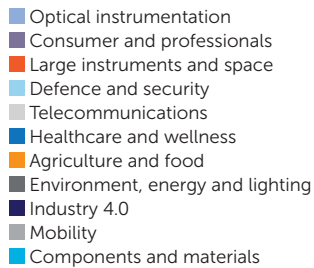 Optical instrumentation
Consumer and professionals
Large instruments and space
Defence and security
Telecommunications
Healthcare and wellness
Agriculture and food
Environment, energy and lighting
Industry 4.0
Mobility
Components and materials